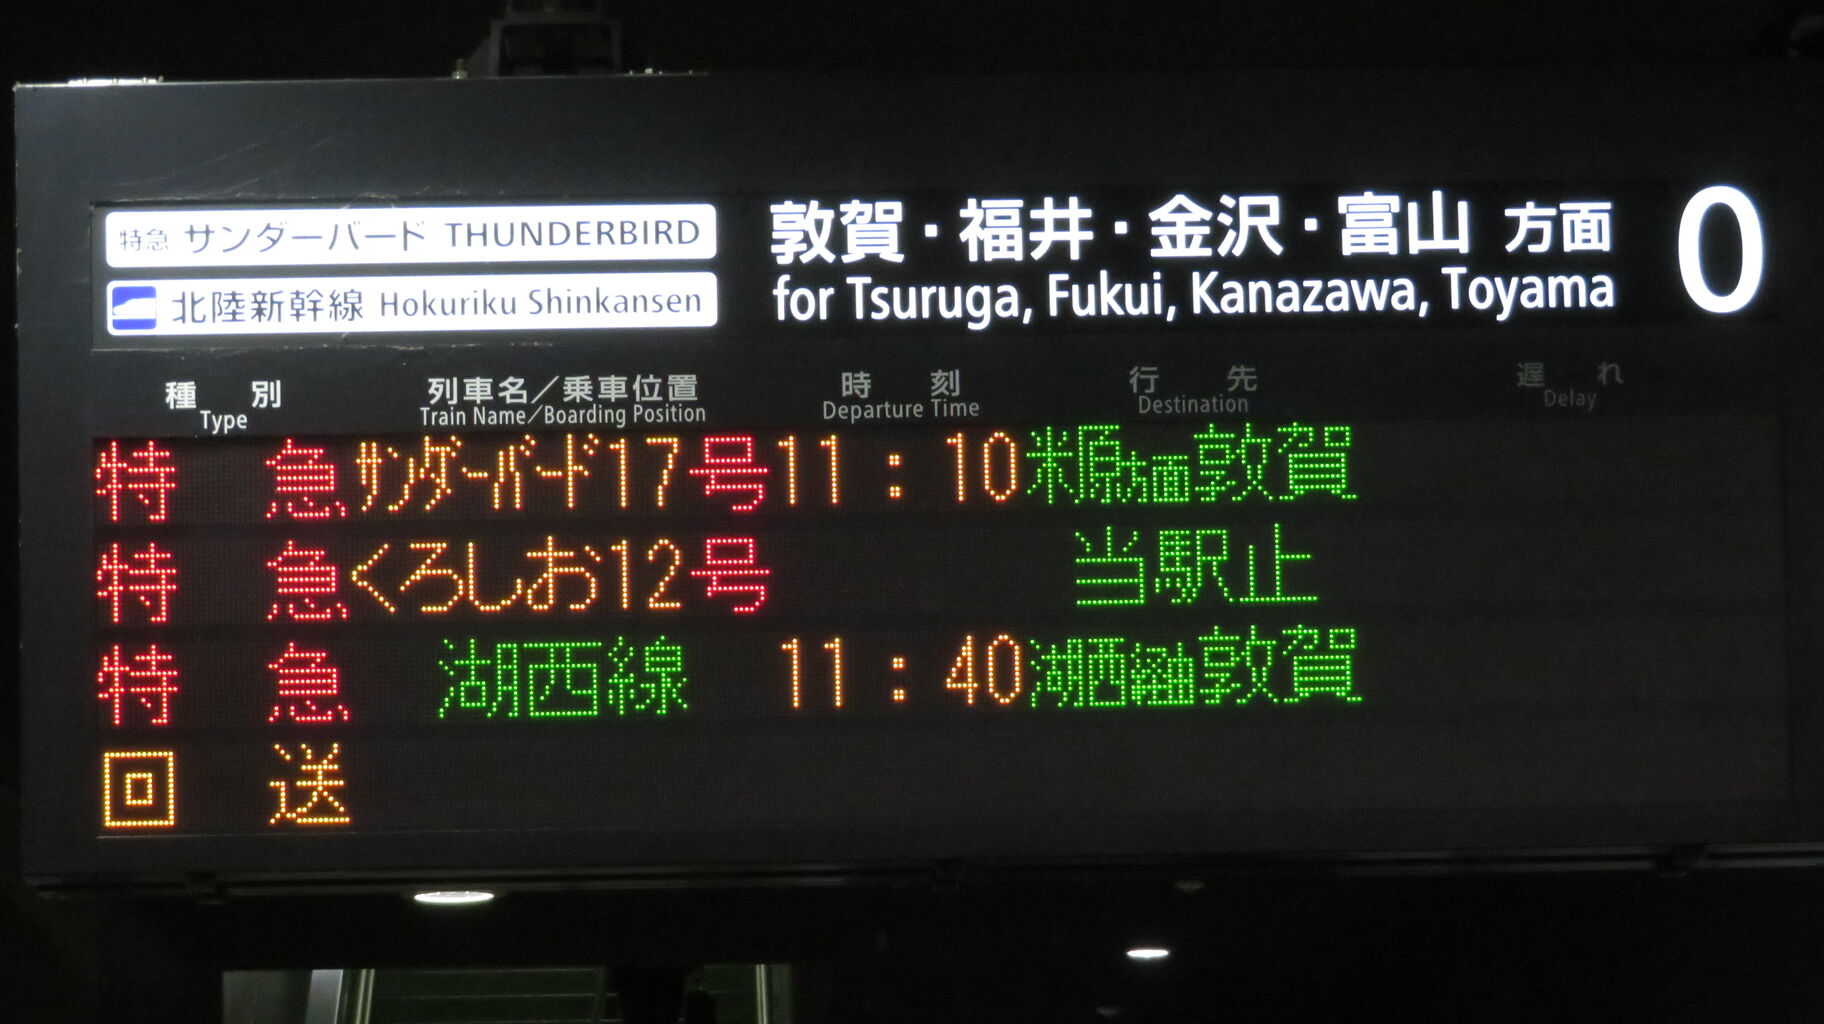 特急 サンダーバード THUNDERBIRD
北陸新幹線 Hokuriku Shinkansen
敦賀・福井・金沢・富山 方面
for Tsuruga, Fukui, Kanazawa, Toyama
0
種別 列車名／乗車位置 時刻 行先 遅れ
Type Train Name／Boarding Position Departure Time Destination Delay
特急 サンダーバード17号 11:10 米原方面敦賀
特急 くろしお12号 当駅止
特急 湖西線 11:40 湖西経由敦賀
回送